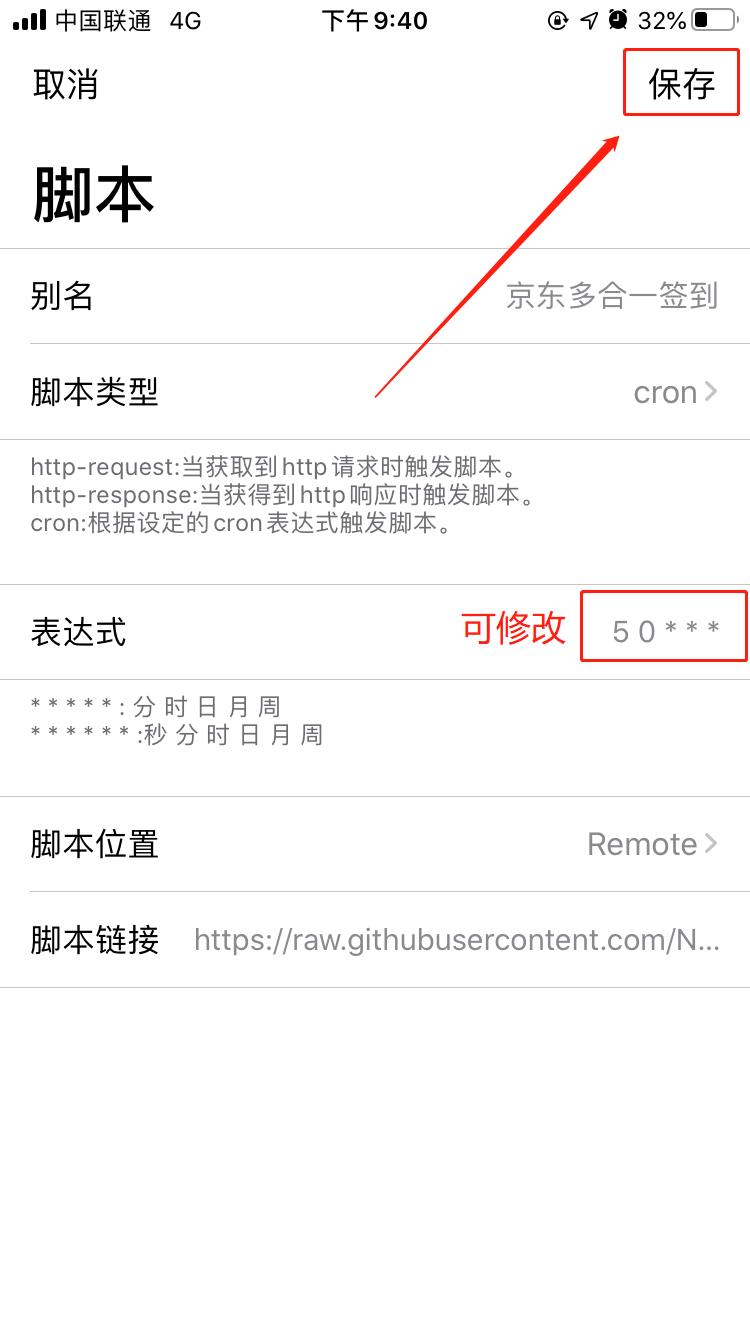 中国联通 4G 下午9:40 32%
取消 保存
脚本
别名 京东多合一签到
脚本类型 cron
http-request:当获取到http请求时触发脚本。
http-response:当获得到http响应时触发脚本。
cron:根据设定的cron表达式触发脚本。
表达式 可修改 5 0 * * *
* * * * * : 分 时 日 月 周
* * * * * * :秒 分 时 日 月 周
脚本位置 Remote
脚本链接 https://raw.githubusercontent.com/N...